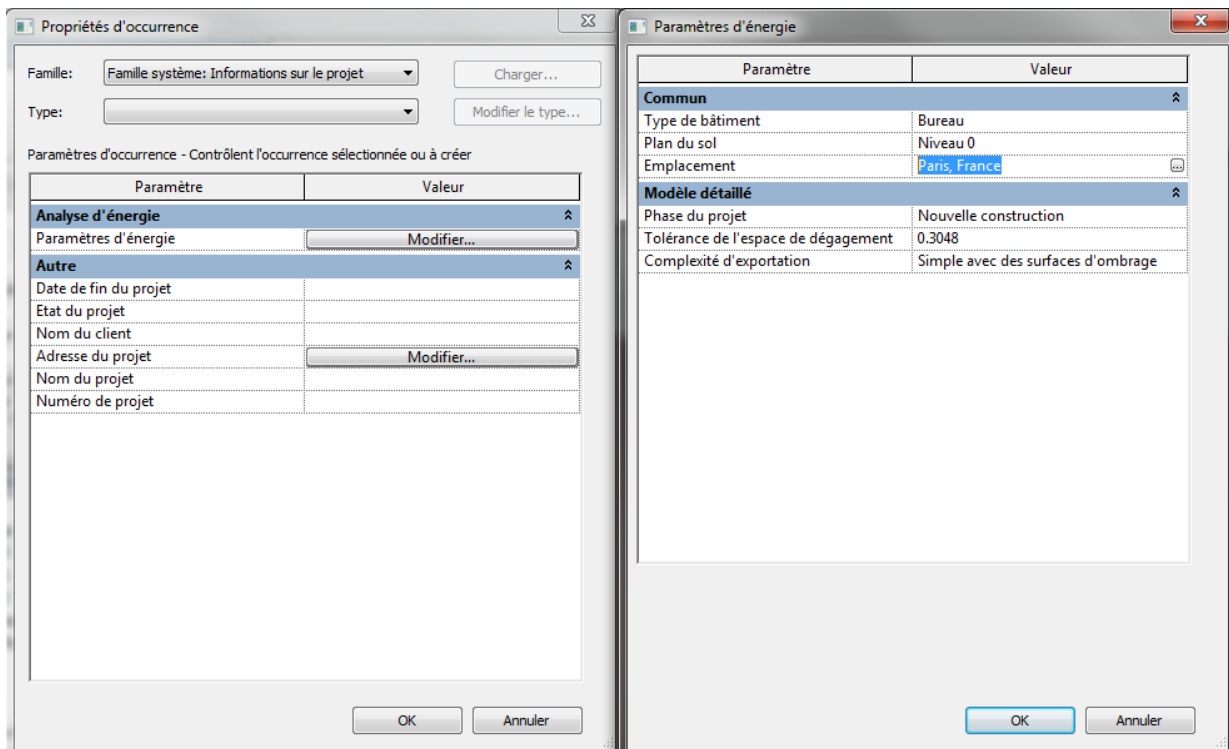 Propriétés d'occurrence
Famille: Famille système: Informations sur le projet Charger...
Type: Modifier le type...
Paramètres d'occurrence - Contrôlent l'occurrence sélectionnée ou à créer
Paramètre Valeur
Analyse d'énergie
Paramètres d'énergie Modifier...
Autre
Date de fin du projet
Etat du projet
Nom du client
Adresse du projet Modifier...
Nom du projet
Numéro de projet
OK Annuler
Paramètres d'énergie
Paramètre Valeur
Commun
Type de bâtiment Bureau
Plan du sol Niveau 0
Emplacement Paris, France ...
Modèle détaillé
Phase du projet Nouvelle construction
Tolérance de l'espace de dégagement 0.3048
Complexité d'exportation Simple avec des surfaces d'ombrage
OK Annuler